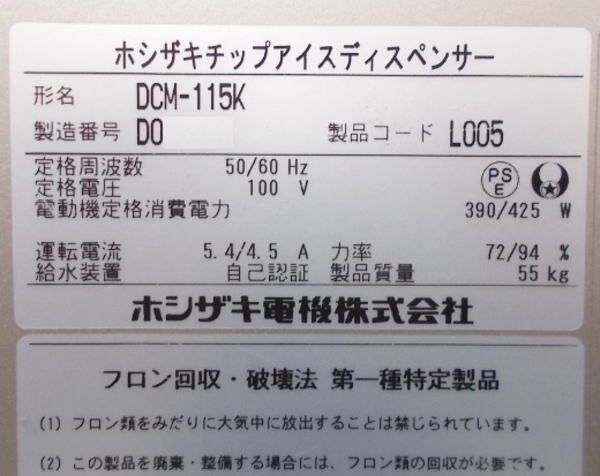 ホシザキチップアイスディスペンサー
形名 DCM-115K
製造番号 D0 製品コード L005
定格周波数 50/60 Hz
定格電圧 100 V
PS E
電動機定格消費電力 390/425 W
運転電流 5.4/4.5 A 力率 72/94 %
給水装置 自己認証 製品質量 55 kg
ホシザキ電機株式会社
フロン回収・破壊法 第一種特定製品
(1) フロン類をみだりに大気中に放出することは禁じられています。
(2) この製品を廃棄・整備する場合には、フロン類の回収が必要です。